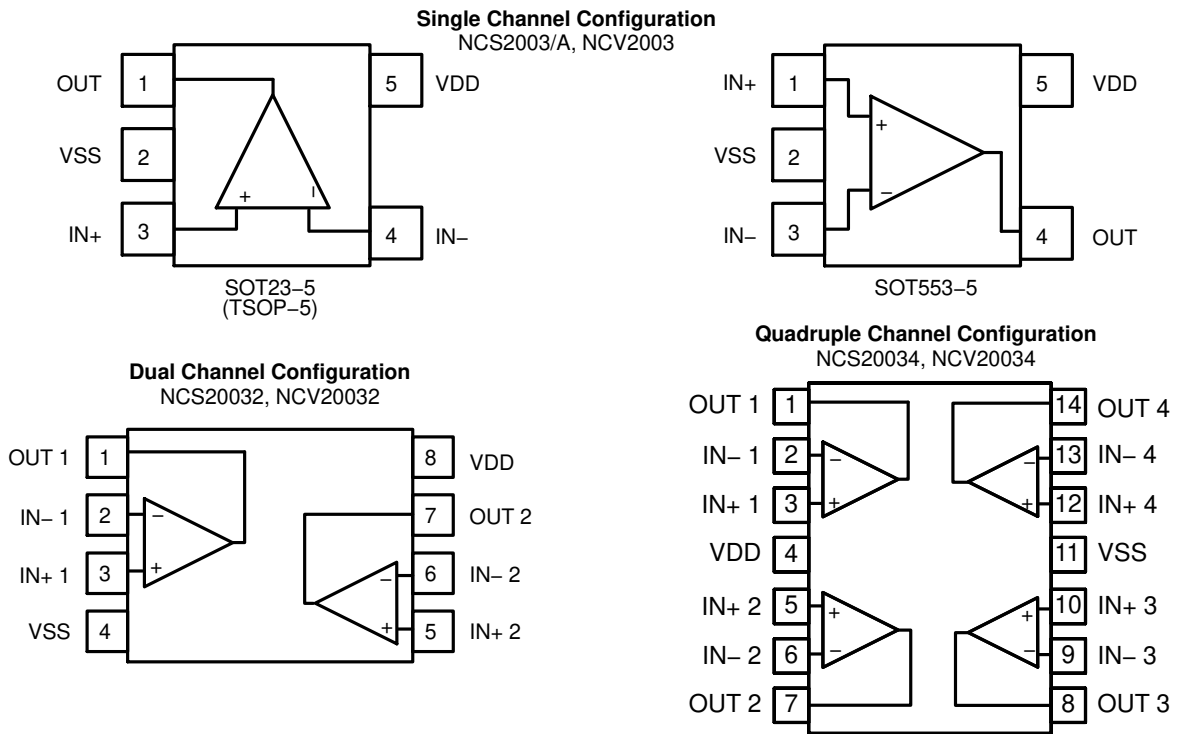 Single Channel Configuration
NCS2003/A, NCV2003
OUT 1
VSS 2
IN+ 3
5 VDD
4 IN−
+ −
SOT23−5
(TSOP−5)
IN+ 1
VSS 2
IN− 3
5 VDD
4 OUT
+
−
SOT553−5
Dual Channel Configuration
NCS20032, NCV20032
OUT 1 1
IN− 1 2
IN+ 1 3
VSS 4
8 VDD
7 OUT 2
6 IN− 2
5 IN+ 2
−
+
−
+
Quadruple Channel Configuration
NCS20034, NCV20034
OUT 1 1
IN− 1 2
IN+ 1 3
VDD 4
IN+ 2 5
IN− 2 6
OUT 2 7
14 OUT 4
13 IN− 4
12 IN+ 4
11 VSS
10 IN+ 3
9 IN− 3
8 OUT 3
−
+
−
+
+
−
+
−